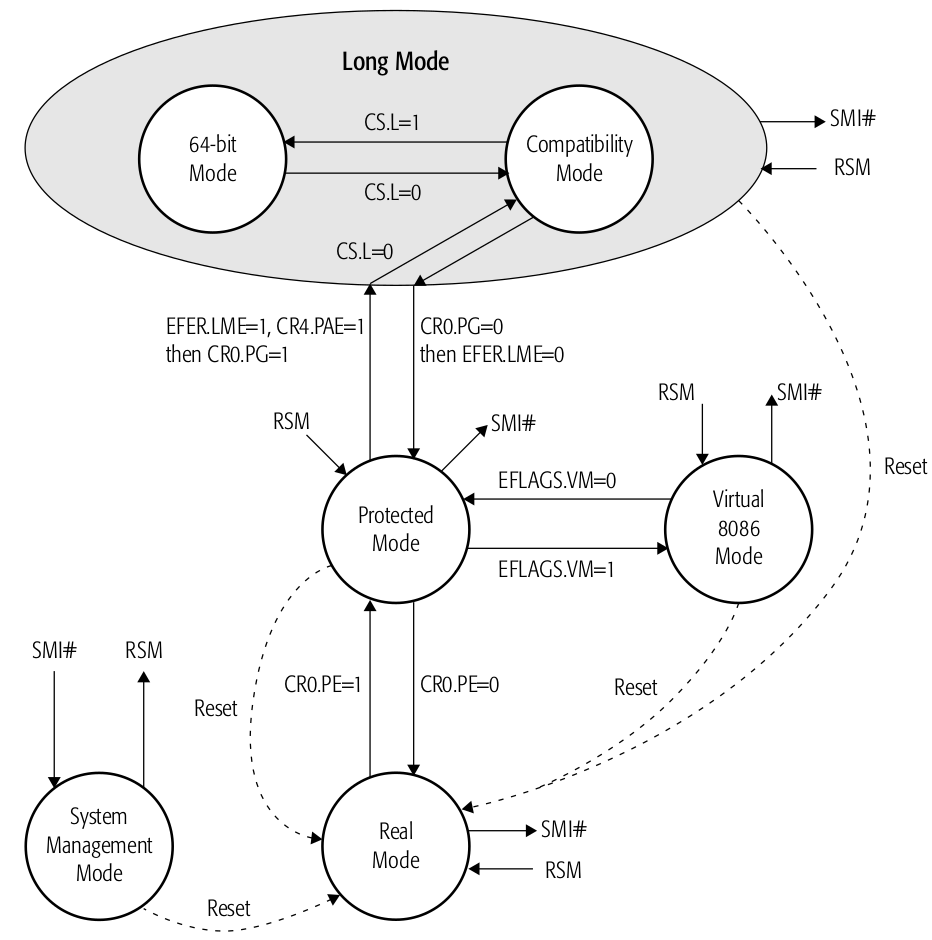 Long Mode
64-bit
Mode
CS.L=1
CS.L=0
Compatibility
Mode
SMI#
RSM
CS.L=0
EFER.LME=1, CR4.PAE=1
then CR0.PG=1
CR0.PG=0
then EFER.LME=0
RSM
SMI#
RSM
SMI#
Reset
Protected
Mode
EFLAGS.VM=0
EFLAGS.VM=1
Virtual
8086
Mode
SMI#
RSM
Reset
CR0.PE=1
CR0.PE=0
Reset
System
Management
Mode
Real
Mode
SMI#
RSM
Reset